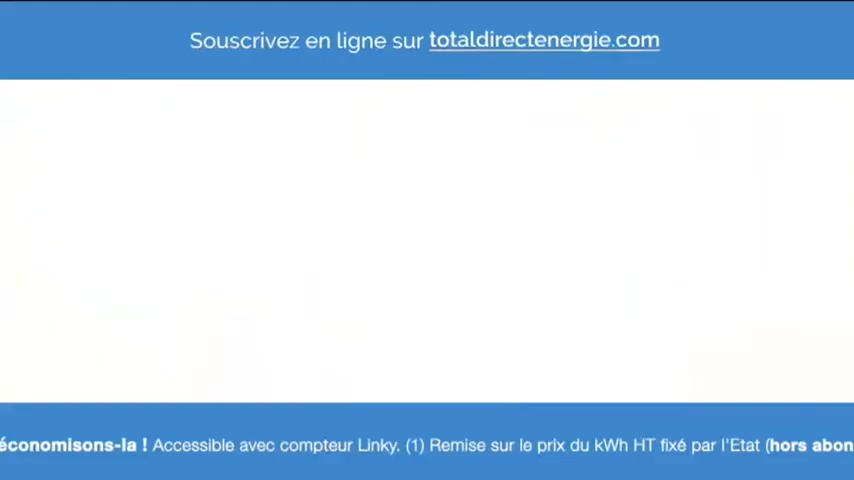 Souscrivez en ligne sur totaldirectenergie.com
économisons-la ! Accessible avec compteur Linky. (1) Remise sur le prix du kWh HT fixé par l'Etat (hors abon